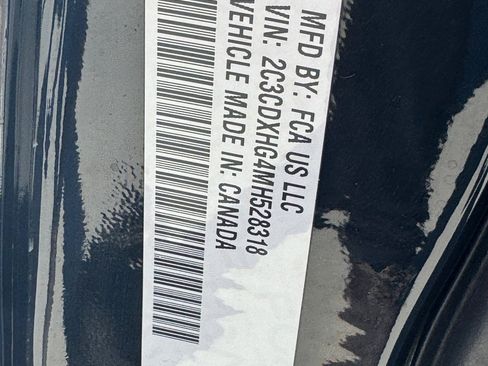 MFD BY: FCA US LLC
VIN: 2C3CDXHG4MH528318
VEHICLE MADE IN: CANADA